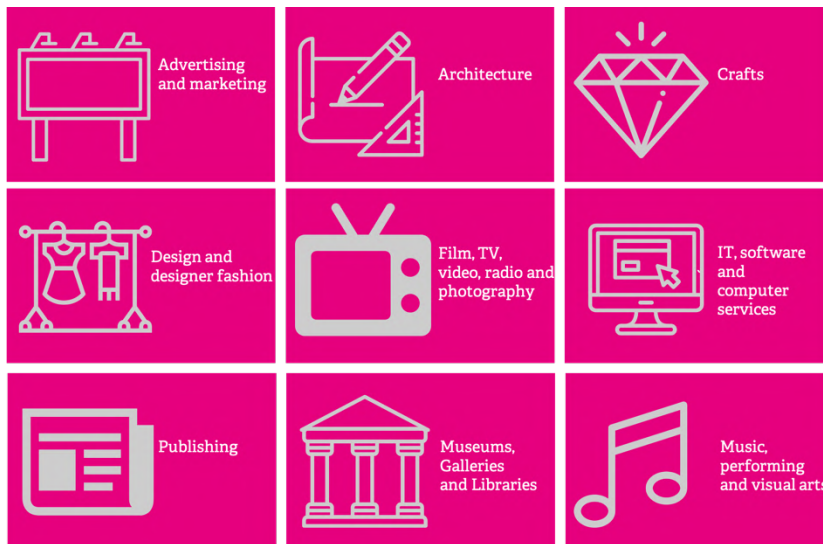 Advertising
and marketing
Architecture
Crafts
Design and
designer fashion
Film, TV,
video, radio and
photography
IT, software
and
computer
services
Publishing
Museums,
Galleries
and Libraries
Music,
performing
and visual arts